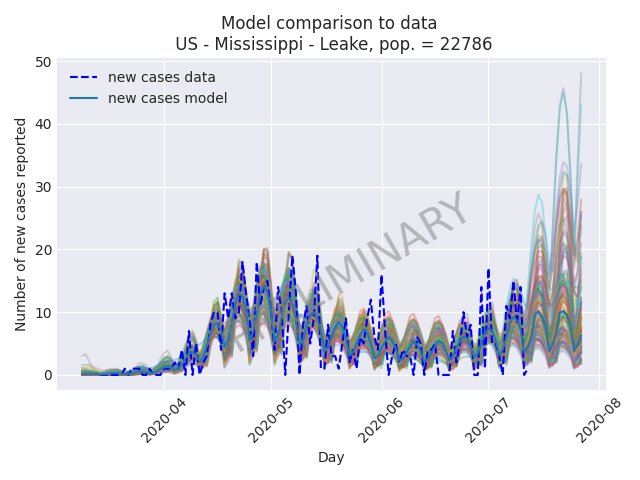 Model comparison to data
US - Mississippi - Leake, pop. = 22786
new cases data
new cases model
Number of new cases reported
50
40
30
20
10
0
PRELIMINARY
2020-04
2020-05
2020-06
2020-07
2020-08
Day